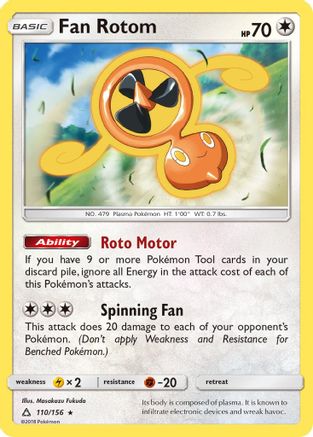 BASIC Fan Rotom HP 70
NO. 479 Plasma Pokémon HT: 1'00" WT: 0.7 lbs.
Ability Roto Motor
If you have 9 or more Pokémon Tool cards in your
discard pile, ignore all Energy in the attack cost of each of
this Pokémon's attacks.
Spinning Fan
This attack does 20 damage to each of your opponent's
Pokémon. (Don't apply Weakness and Resistance for
Benched Pokémon.)
weakness ×2 resistance -20 retreat
Illus. Masakazu Fukuda
110/156
©2018 Pokémon
Its body is composed of plasma. It is known to
infiltrate electronic devices and wreak havoc.